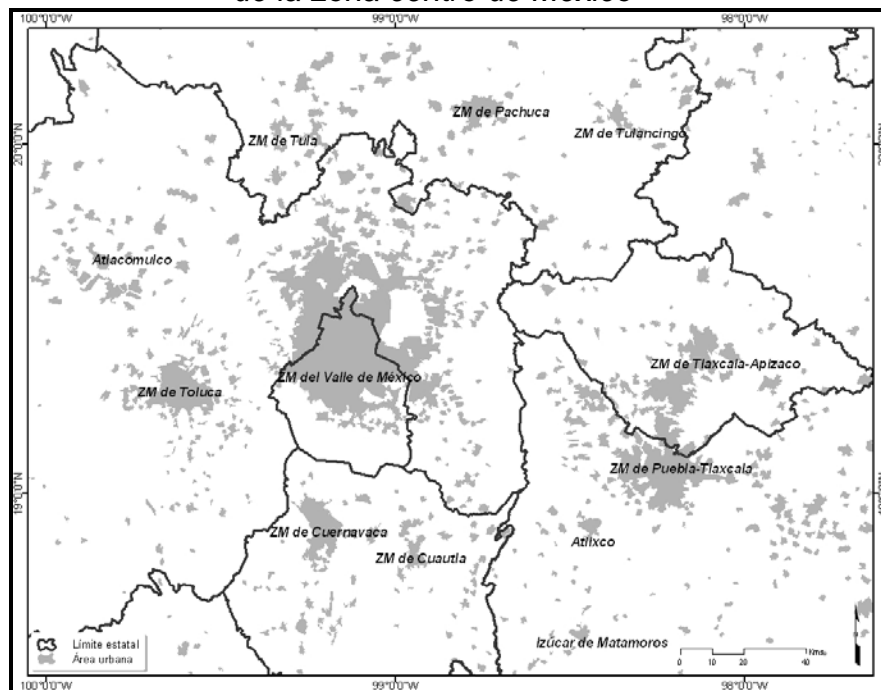 de la zona centro de México
100°0'0"W 99°0'0"W 98°0'0"W
ZM de Pachuca
ZM de Tulancingo
ZM de Tula
20°0'0"N
Atlacomulco
ZM de Tlaxcala-Apizaco
ZM del Valle de México
ZM de Toluca
ZM de Puebla-Tlaxcala
19°0'0"N
ZM de Cuernavaca
Atlixco
ZM de Cuautla
Izúcar de Matamoros
Límite estatal
Área urbana
0 10 20 40 Kms.
100°0'0"W 99°0'0"W 98°0'0"W